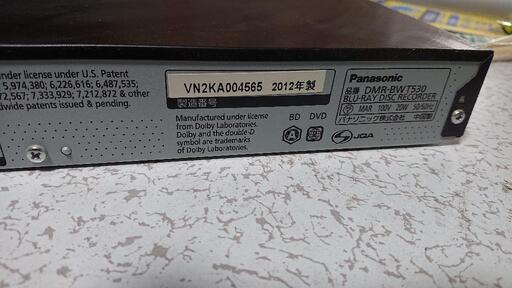 nder license under U.S. Patent
5,974,380; 6,226,616; 6,487,535;
72,567; 7,333,929; 7,212,872 & other
patents issued & pending.
VN2KA004565 2012年製
製造番号
Manufactured under license
from Dolby Laboratories.
Dolby and the double-D
symbol are trademarks
of Dolby Laboratories.
BD DVD
Panasonic
品番 DMR-BWT530
BLU-RAY DISC RECORDER
MAR 100V 20W 50/60Hz
パナソニック株式会社 中国製
JQA